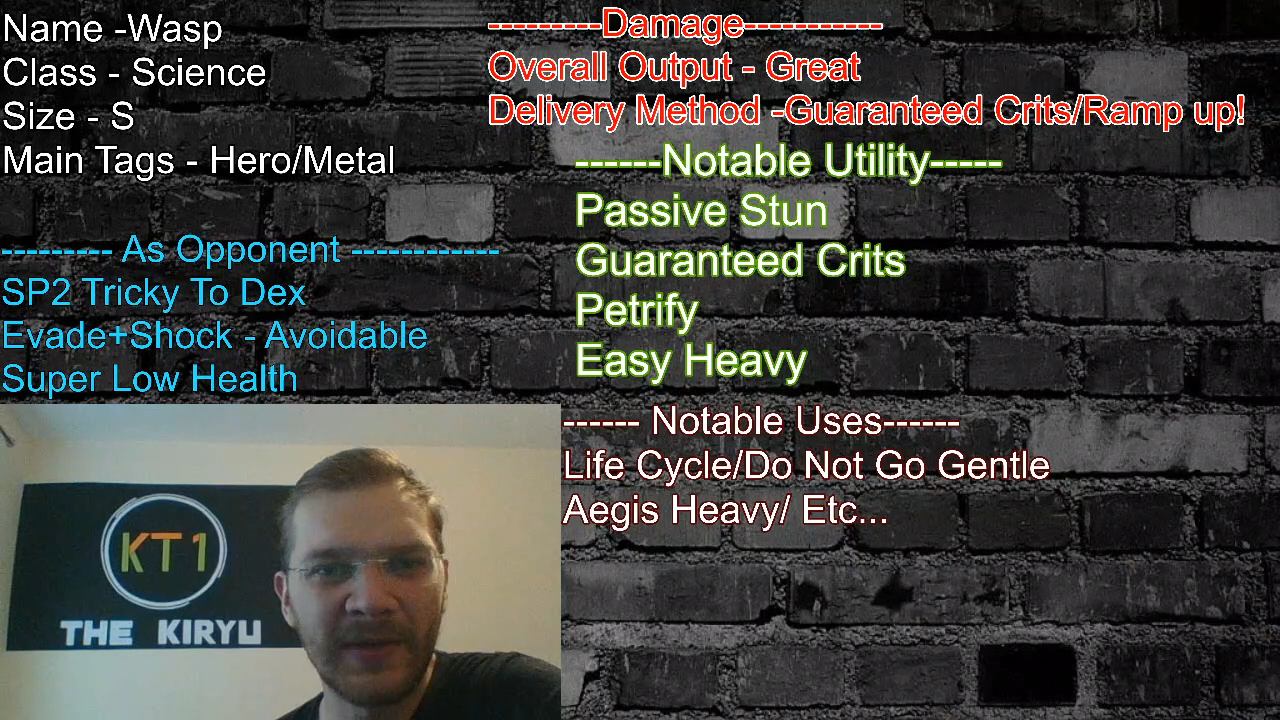 Name -Wasp
Class - Science
Size - S
Main Tags - Hero/Metal
---------- As Opponent -------------
SP2 Tricky To Dex
Evade+Shock - Avoidable
Super Low Health
----------Damage------------
Overall Output - Great
Delivery Method -Guaranteed Crits/Ramp up!
------Notable Utility-----
Passive Stun
Guaranteed Crits
Petrify
Easy Heavy
------ Notable Uses------
Life Cycle/Do Not Go Gentle
Aegis Heavy/ Etc...
KT1
THE KIRYU